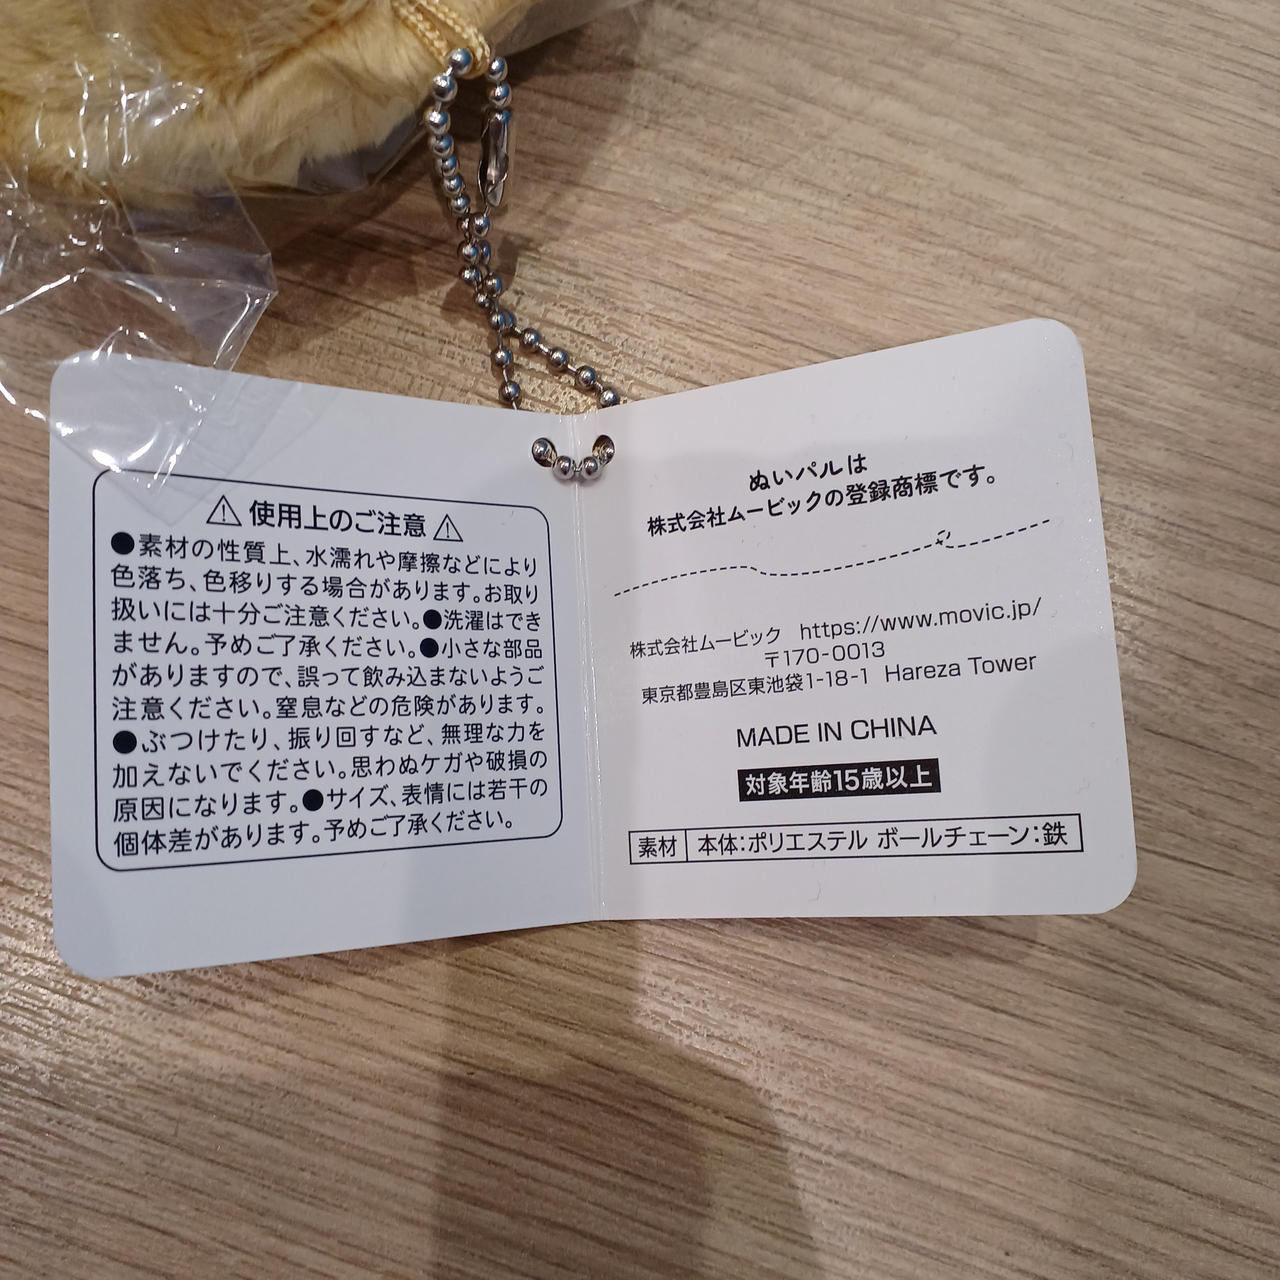 ⚠使用上のご注意⚠
●素材の性質上、水濡れや摩擦などにより
色落ち、色移りする場合があります。お取り
扱いには十分ご注意ください。●洗濯はでき
ません。予めご了承ください。●小さな部品
がありますので、誤って飲み込まないようご
注意ください。窒息などの危険があります。
●ぶつけたり、振り回すなど、無理な力を
加えないでください。思わぬケガや破損の
原因になります。●サイズ、表情には若干の
個体差があります。予めご了承ください。
ぬいパルは
株式会社ムービックの登録商標です。
株式会社ムービック https://www.movic.jp/
〒170-0013
東京都豊島区東池袋1-18-1 Hareza Tower
MADE IN CHINA
対象年齢15歳以上
素材 本体：ポリエステル ボールチェーン：鉄